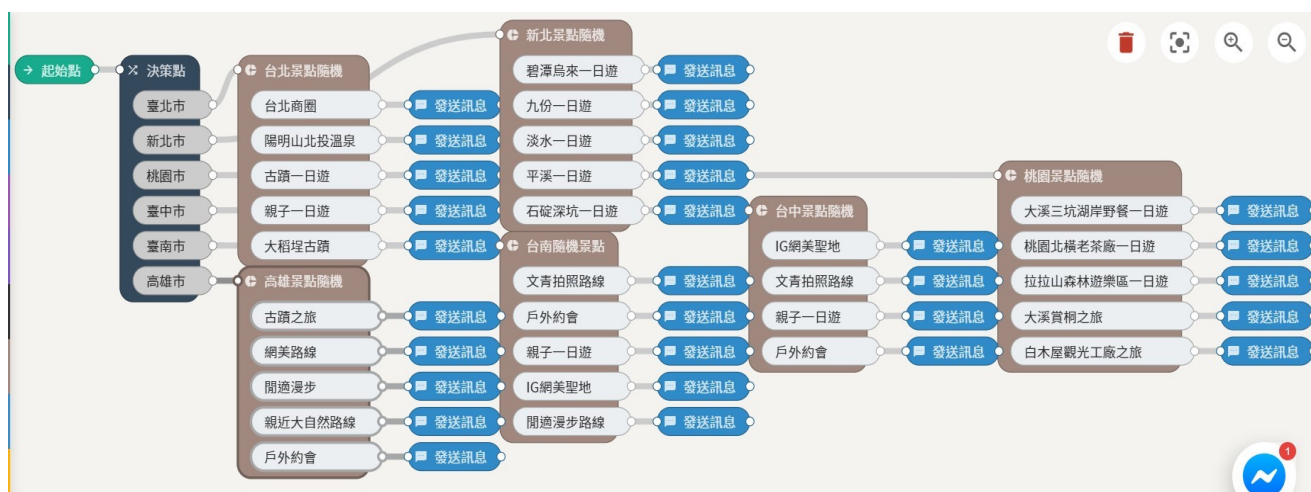 起始點
決策點
臺北市
新北市
桃園市
臺中市
臺南市
高雄市
台北景點隨機
台北商圈
發送訊息
陽明山北投溫泉
發送訊息
古蹟一日遊
發送訊息
親子一日遊
發送訊息
大稻埕古蹟
發送訊息
高雄景點隨機
古蹟之旅
發送訊息
網美路線
發送訊息
閒適漫步
發送訊息
親近大自然路線
發送訊息
戶外約會
發送訊息
新北景點隨機
碧潭烏來一日遊
發送訊息
九份一日遊
發送訊息
淡水一日遊
發送訊息
平溪一日遊
發送訊息
石碇深坑一日遊
發送訊息
台南隨機景點
文青拍照路線
發送訊息
戶外約會
發送訊息
親子一日遊
發送訊息
IG網美聖地
發送訊息
閒適漫步路線
發送訊息
台中景點隨機
IG網美聖地
發送訊息
文青拍照路線
發送訊息
親子一日遊
發送訊息
戶外約會
發送訊息
桃園景點隨機
大溪三坑湖岸野餐一日遊
發送訊息
桃園北橫老茶廠一日遊
發送訊息
拉拉山森林遊樂區一日遊
發送訊息
大溪賞桐之旅
發送訊息
白木屋觀光工廠之旅
發送訊息
1